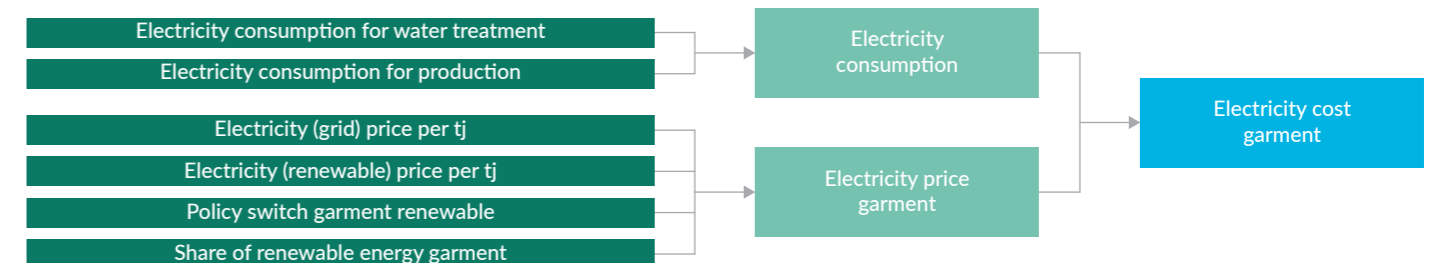 Electricity consumption for water treatment
Electricity consumption for production
Electricity (grid) price per tj
Electricity (renewable) price per tj
Policy switch garment renewable
Share of renewable energy garment
Electricity
consumption
Electricity price
garment
Electricity cost
garment